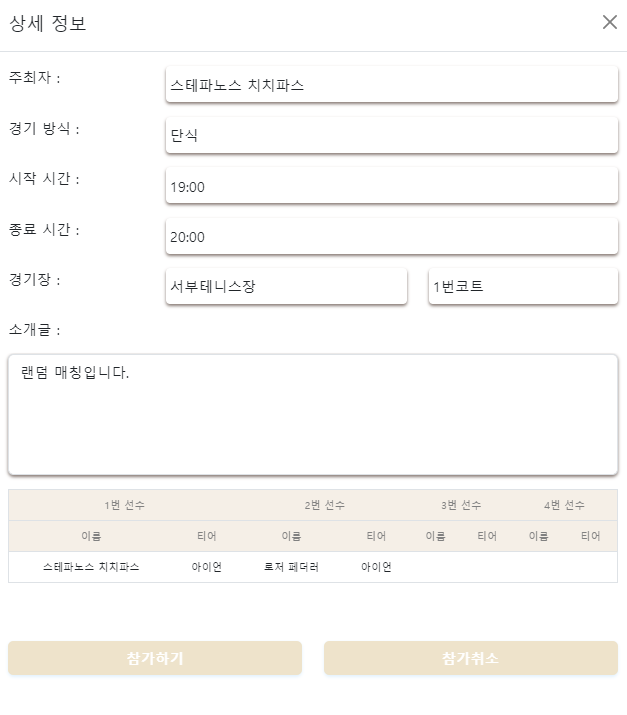 상세 정보
주최자 : 스테파노스 치치파스
경기 방식 : 단식
시작 시간 : 19:00
종료 시간 : 20:00
경기장 : 서부테니스장 1번코트
소개글 :
랜덤 매칭입니다.
1번 선수 2번 선수 3번 선수 4번 선수
이름 티어 이름 티어 이름 티어 이름 티어
스테파노스 치치파스 아이언 로저 페더러 아이언
참가하기 참가취소